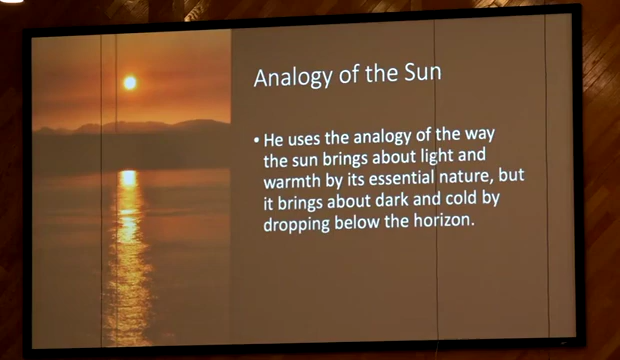 Analogy of the Sun
• He uses the analogy of the way
the sun brings about light and
warmth by its essential nature, but
it brings about dark and cold by
dropping below the horizon.